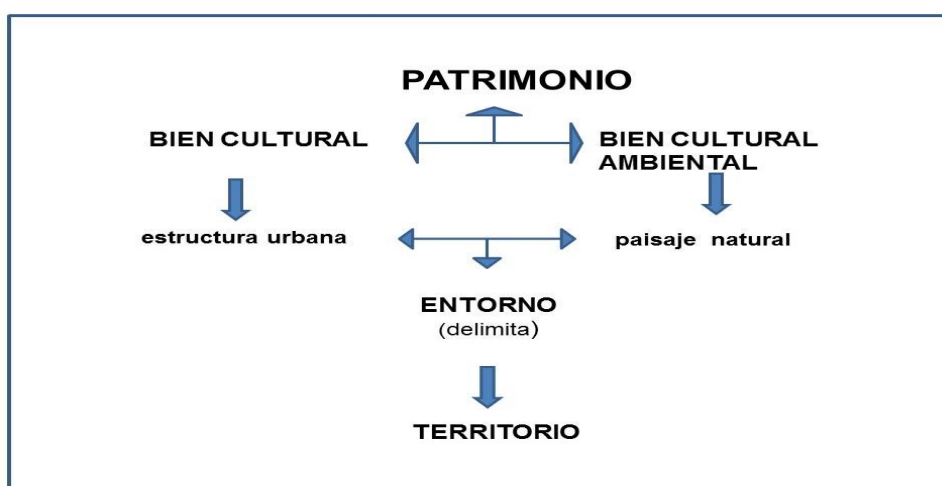 PATRIMONIO
BIEN CULTURAL
BIEN CULTURAL
AMBIENTAL
estructura urbana
paisaje natural
ENTORNO
(delimita)
TERRITORIO